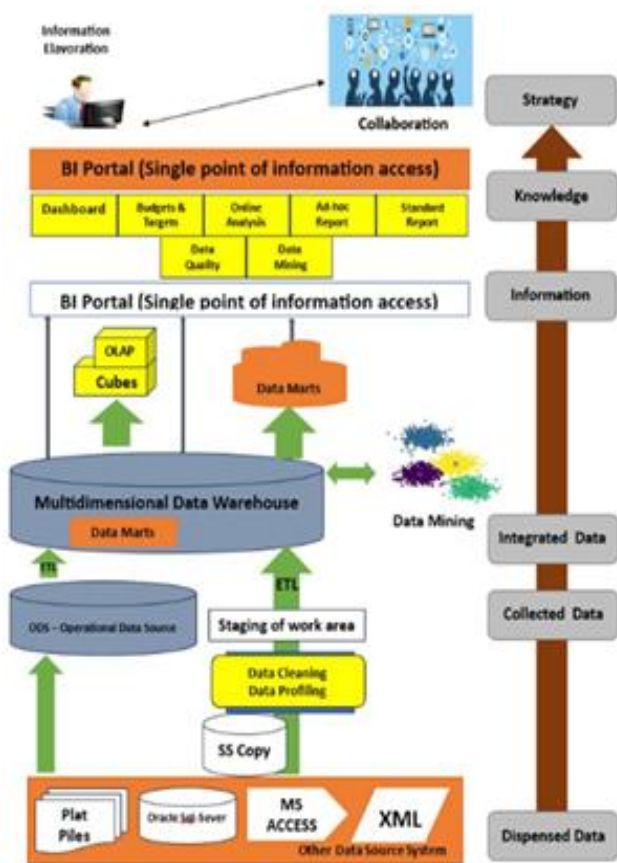 Information
Elavoration
Collaboration
BI Portal (Single point of information access)
Dashboard
Budgets &
Targets
Online
Analysis
Ad-hoc
Report
Standard
Report
Data
Quality
Data
Mining
BI Portal (Single point of information access)
OLAP
Cubes
Data Marts
Multidimensional Data Warehouse
Data Marts
Data Mining
ETL
ETL
ODS – Operational Data Source
Staging of work area
Data Cleaning
Data Profiling
SS Copy
Plat
Piles
Oracle Sqli Sever
MS
ACCESS
XML
Other Data Source System
Strategy
Knowledge
Information
Integrated Data
Collected Data
Dispensed Data